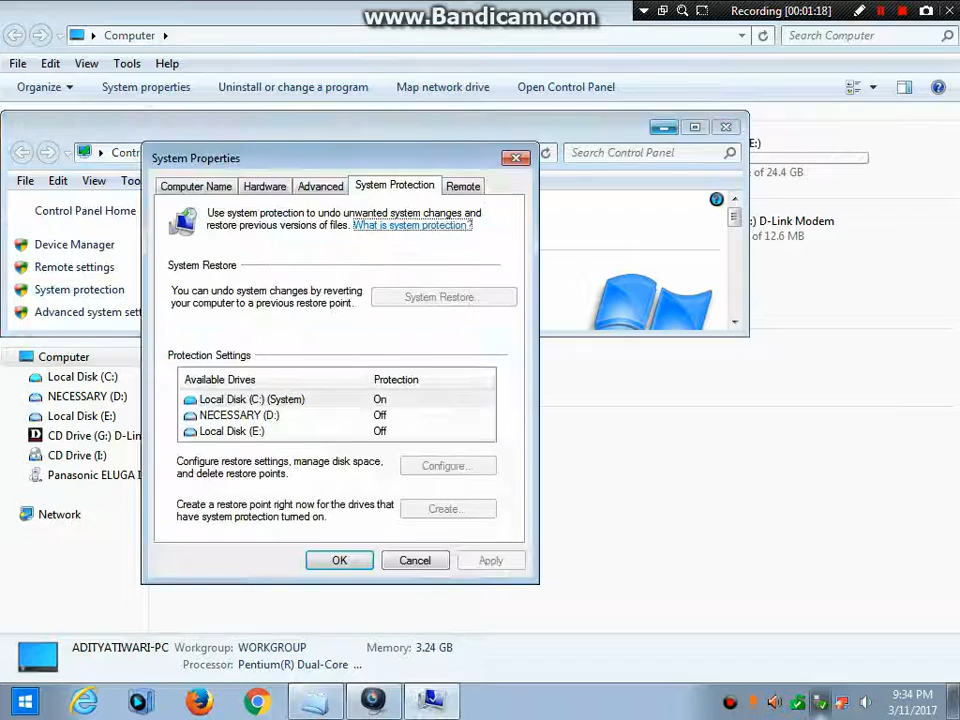 www.Bandicam.com
Recording [00:01:18]
Computer
Search Computer
File Edit View Tools Help
Organize System properties Uninstall or change a program Map network drive Open Control Panel
Contr
Search Control Panel
File Edit View Too
Control Panel Home
Device Manager
Remote settings
System protection
Advanced system sett
System Properties
Computer Name Hardware Advanced System Protection Remote
Use system protection to undo unwanted system changes and
restore previous versions of files. What is system protection?
System Restore
You can undo system changes by reverting
your computer to a previous restore point.
System Restore...
Protection Settings
Available Drives Protection
Local Disk (C:) (System) On
NECESSARY (D:) Off
Local Disk (E:) Off
Configure restore settings, manage disk space,
and delete restore points.
Configure...
Create a restore point right now for the drives that
have system protection turned on.
Create...
OK Cancel Apply
E:)
of 24.4 GB
) D-Link Modem
of 12.6 MB
Computer
Local Disk (C:)
NECESSARY (D:)
Local Disk (E:)
CD Drive (G:) D-Lin
CD Drive (I:)
Panasonic ELUGA I
Network
ADITYATIWARI-PC Workgroup: WORKGROUP Memory: 3.24 GB
Processor: Pentium(R) Dual-Core ...
9:34 PM
3/11/2017